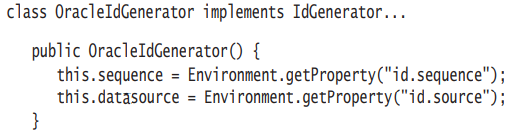 class OracleIdGenerator implements IdGenerator...
public OracleIdGenerator() {
this.sequence = Environment.getProperty("id.sequence");
this.datasource = Environment.getProperty("id.source");
}